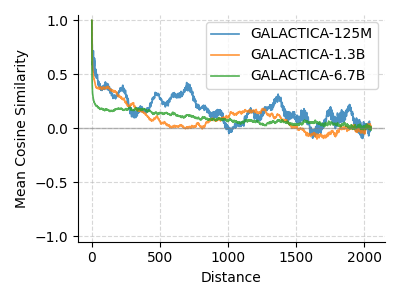 GALACTICA-125M
GALACTICA-1.3B
GALACTICA-6.7B
Mean Cosine Similarity
1.0
0.5
0.0
−0.5
−1.0
0 500 1000 1500 2000
Distance